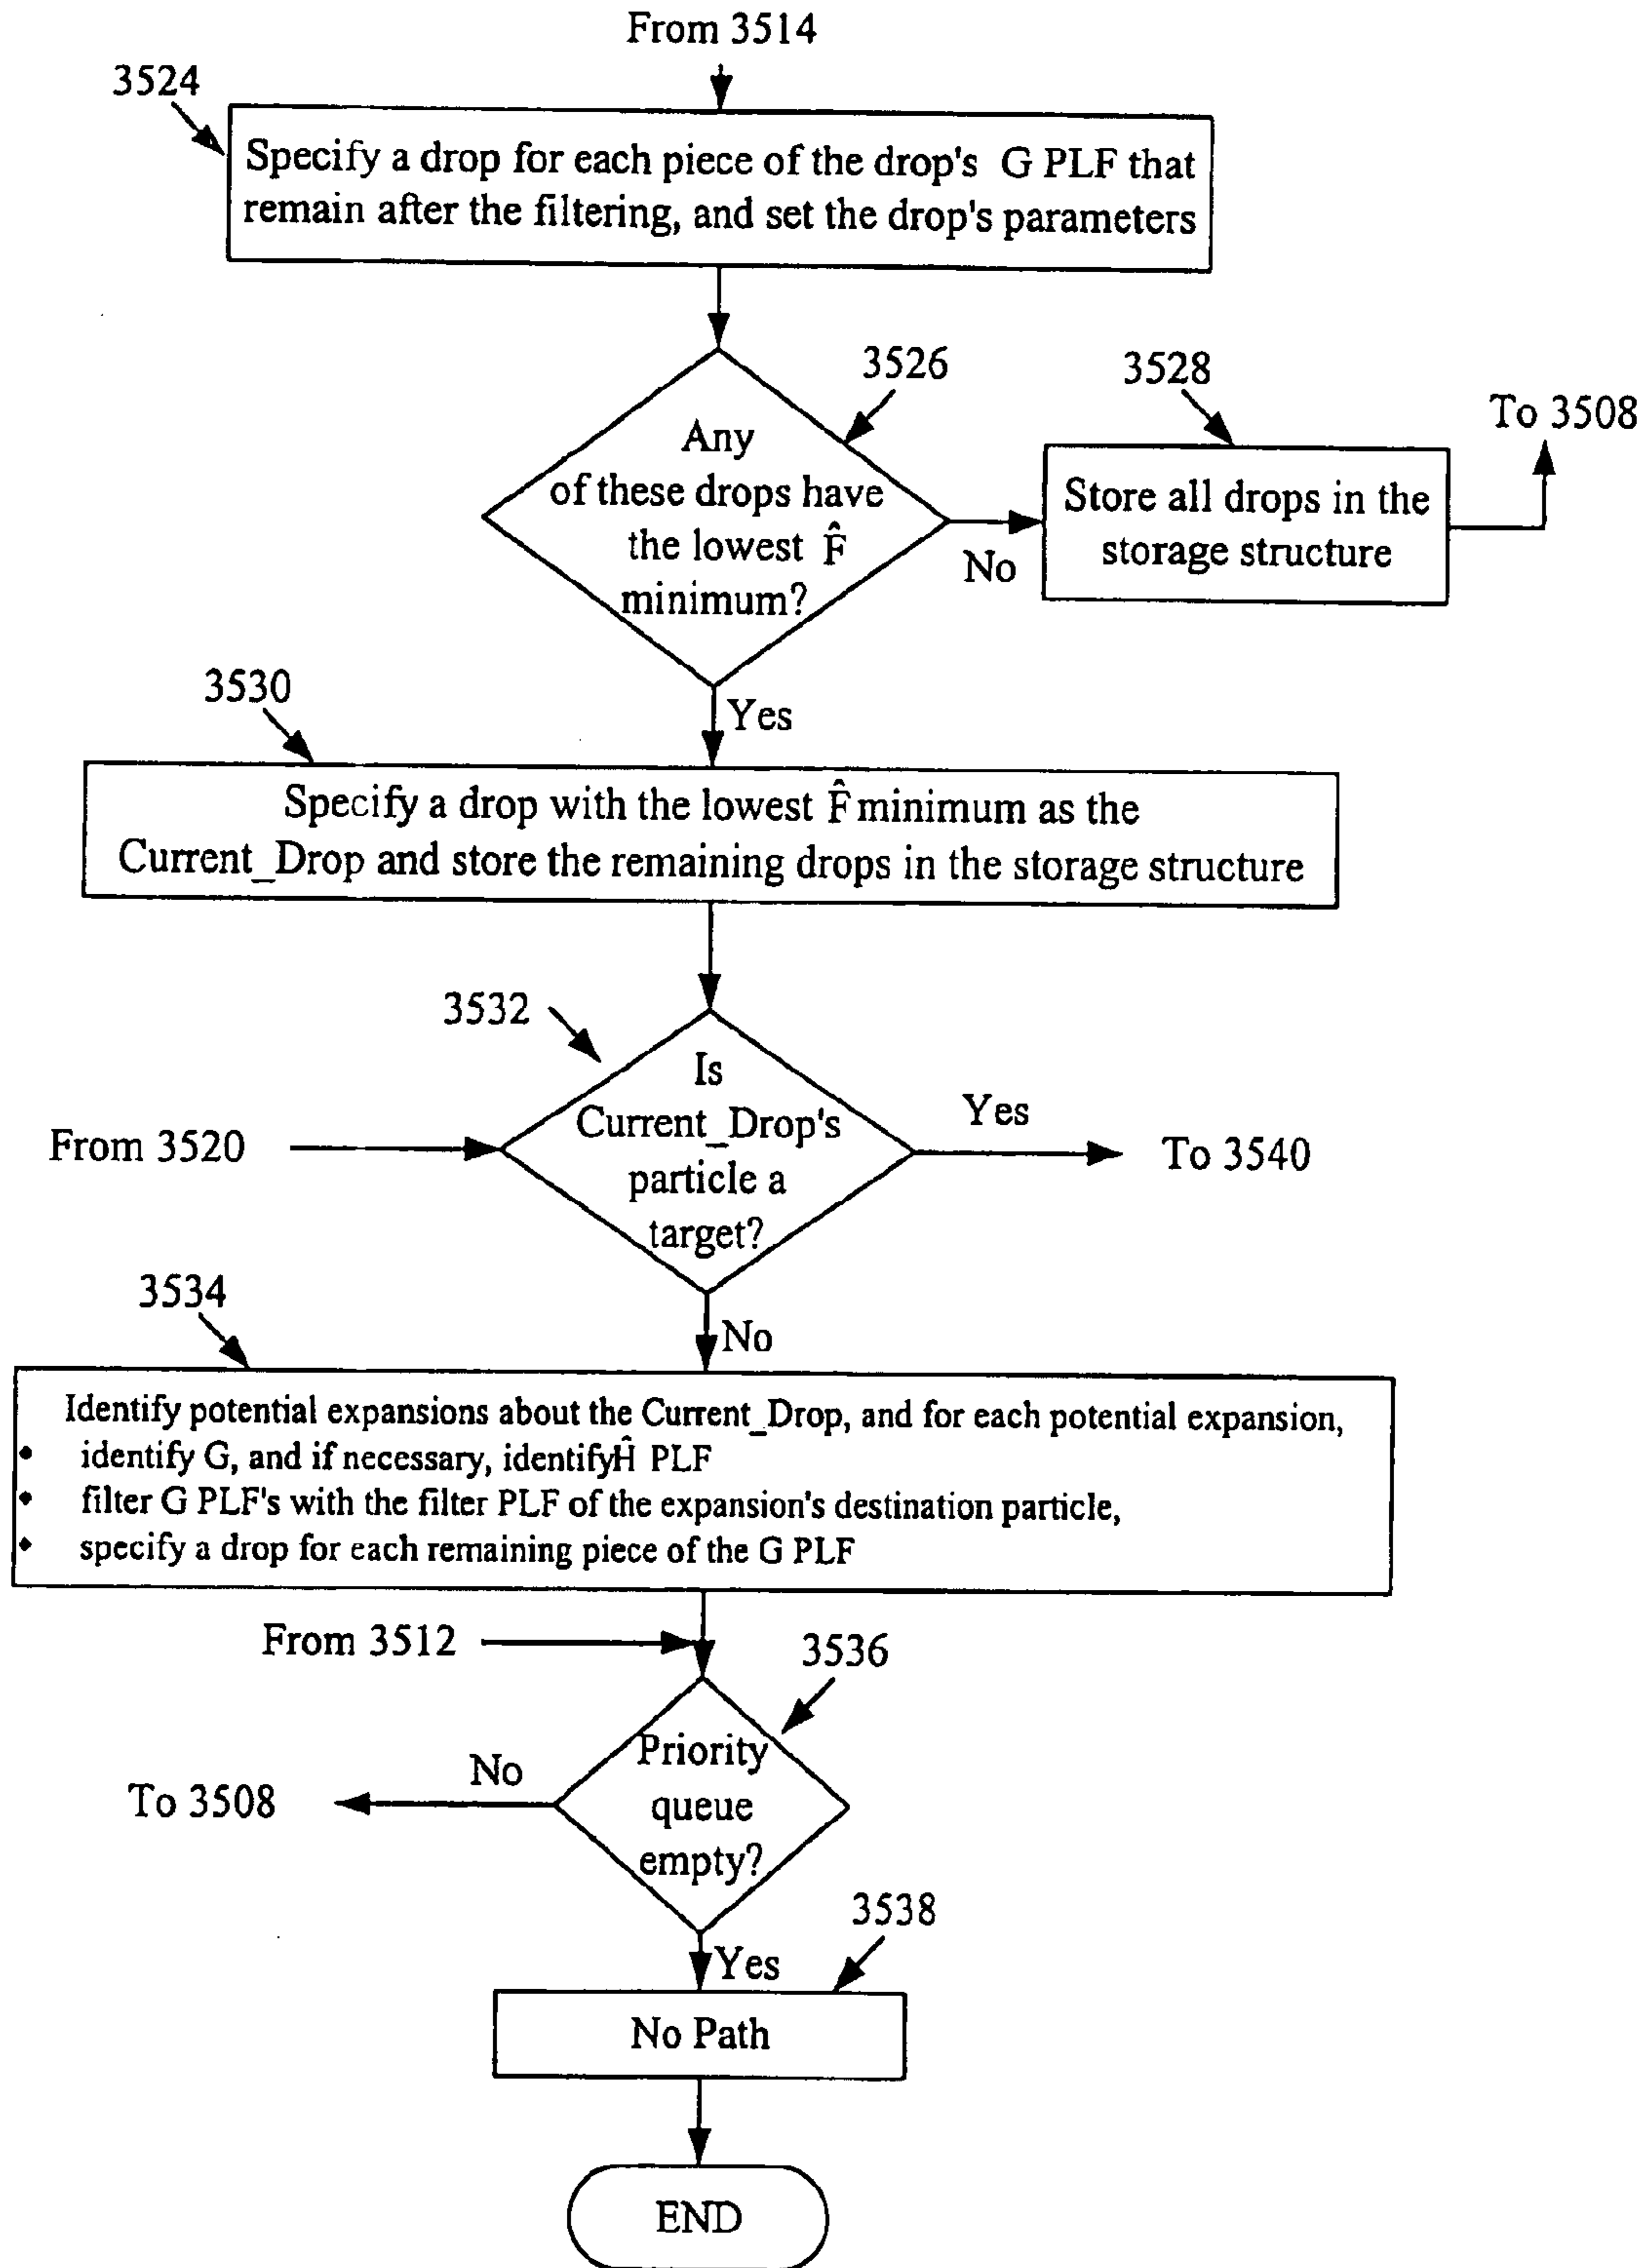 From 3514
3524
Specify a drop for each piece of the drop's G PLF that
remain after the filtering, and set the drop's parameters
3526
3528
To 3508
Any
of these drops have
the lowest F̂
minimum?
No
Store all drops in the
storage structure
3530
Yes
Specify a drop with the lowest F̂ minimum as the
Current_Drop and store the remaining drops in the storage structure
3532
Is
Current_Drop's
particle a
target?
From 3520
Yes
To 3540
3534
No
Identify potential expansions about the Current_Drop, and for each potential expansion,
• identify G, and if necessary, identifyĤ PLF
• filter G PLF's with the filter PLF of the expansion's destination particle,
• specify a drop for each remaining piece of the G PLF
From 3512
3536
Priority
queue
empty?
No
To 3508
3538
Yes
No Path
END